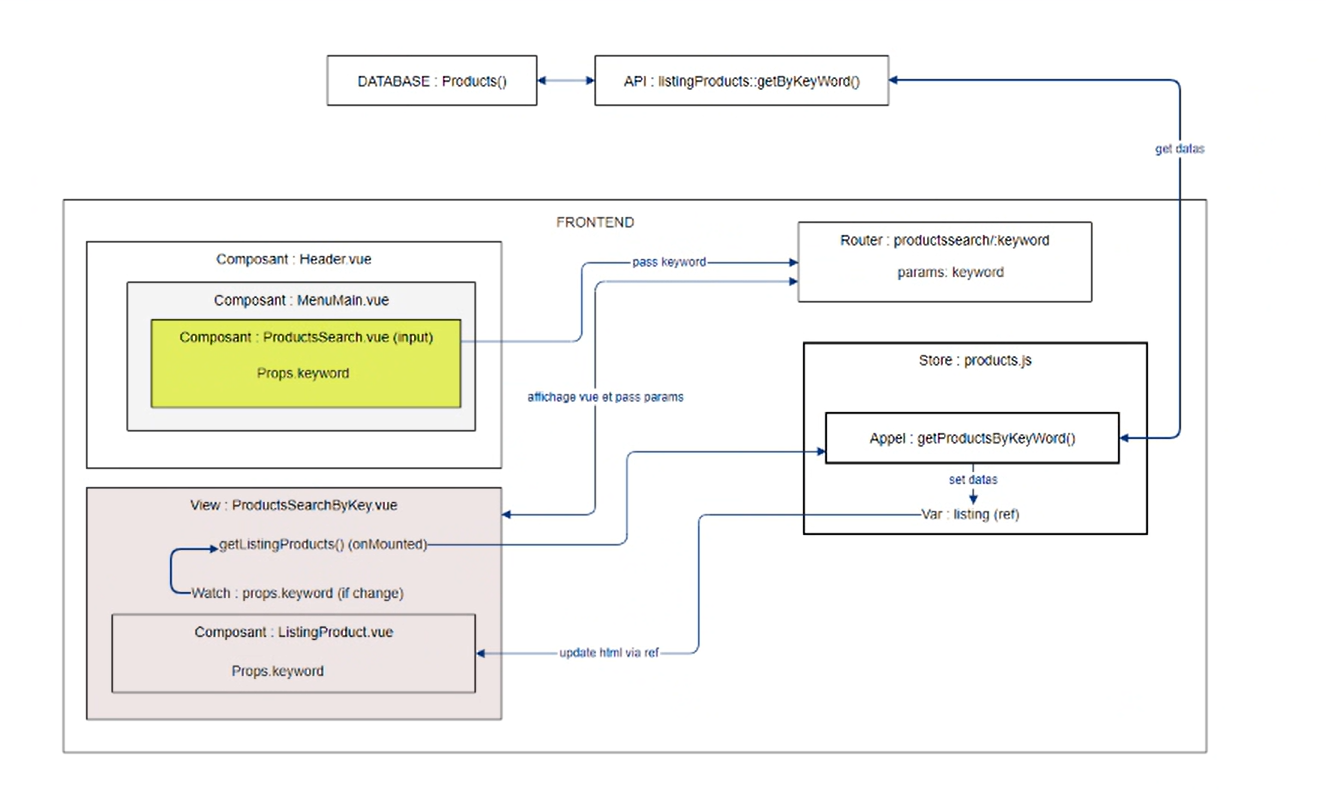 DATABASE : Products()
API : listingProducts::getByKeyWord()
get datas
FRONTEND
Composant : Header.vue
Composant : MenuMain.vue
Composant : ProductsSearch.vue (input)
Props.keyword
pass keyword
Router : productssearch/:keyword
params: keyword
affichage vue et pass params
Store : products.js
Appel : getProductsByKeyWord()
set datas
Var : listing (ref)
View : ProductsSearchByKey.vue
getListingProducts() (onMounted)
Watch : props.keyword (if change)
Composant : ListingProduct.vue
Props.keyword
update html via ref